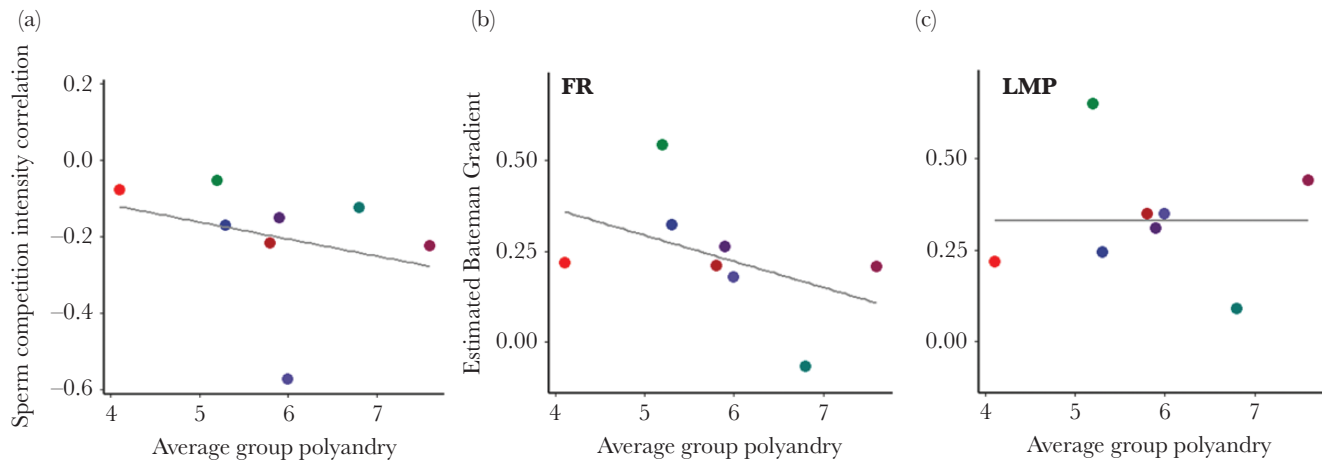 (a)
Sperm competition intensity correlation
0.2
0.0
−0.2
−0.4
−0.6
4 5 6 7
Average group polyandry
(b)
FR
Estimated Bateman Gradient
0.50
0.25
0.00
4 5 6 7
Average group polyandry
(c)
LMP
0.50
0.25
0.00
4 5 6 7
Average group polyandry